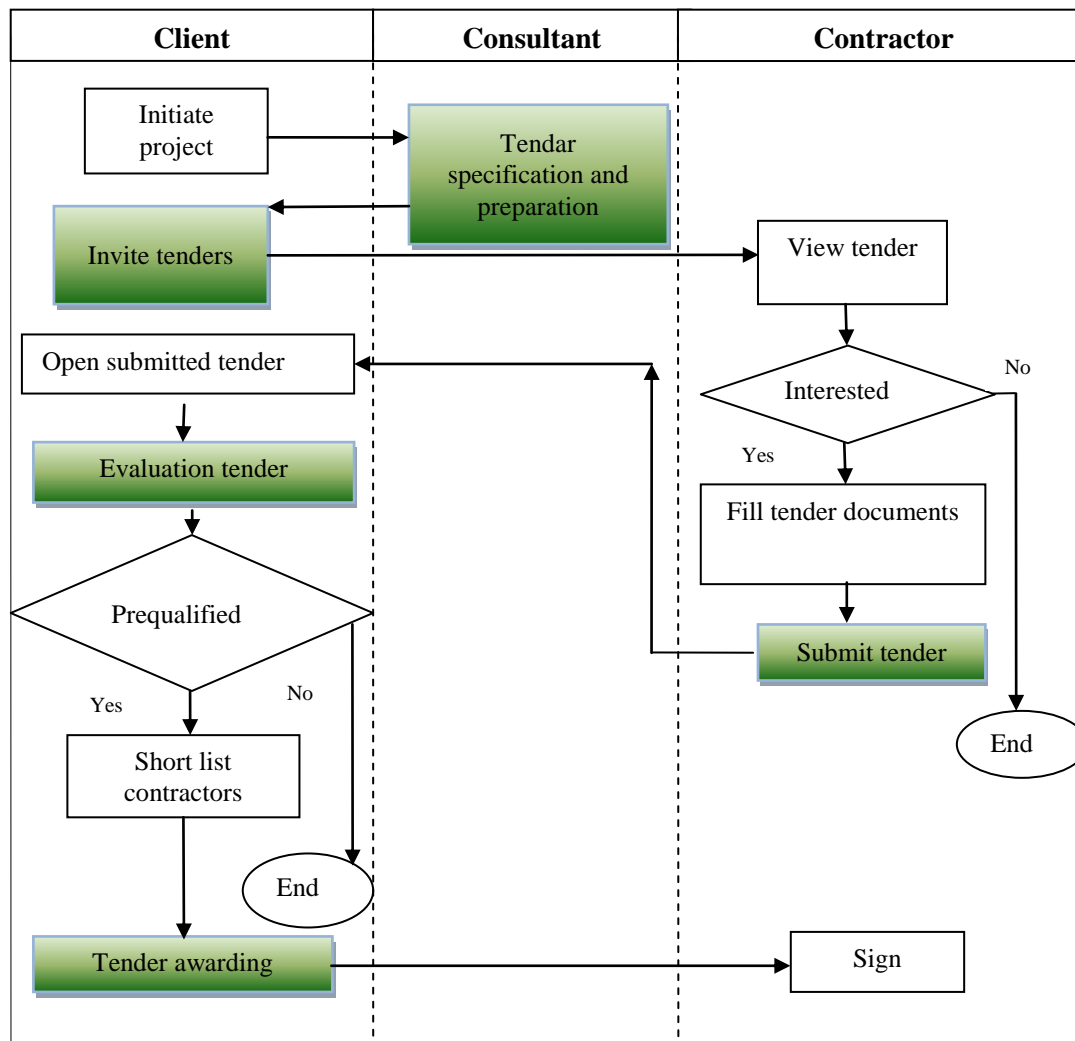 Client
Consultant
Contractor
Initiate
project
Tendar
specification and
preparation
Invite tenders
View tender
Open submitted tender
Interested
No
Yes
Evaluation tender
Fill tender documents
Prequalified
Submit tender
No
Yes
Short list
contractors
End
End
Tender awarding
Sign